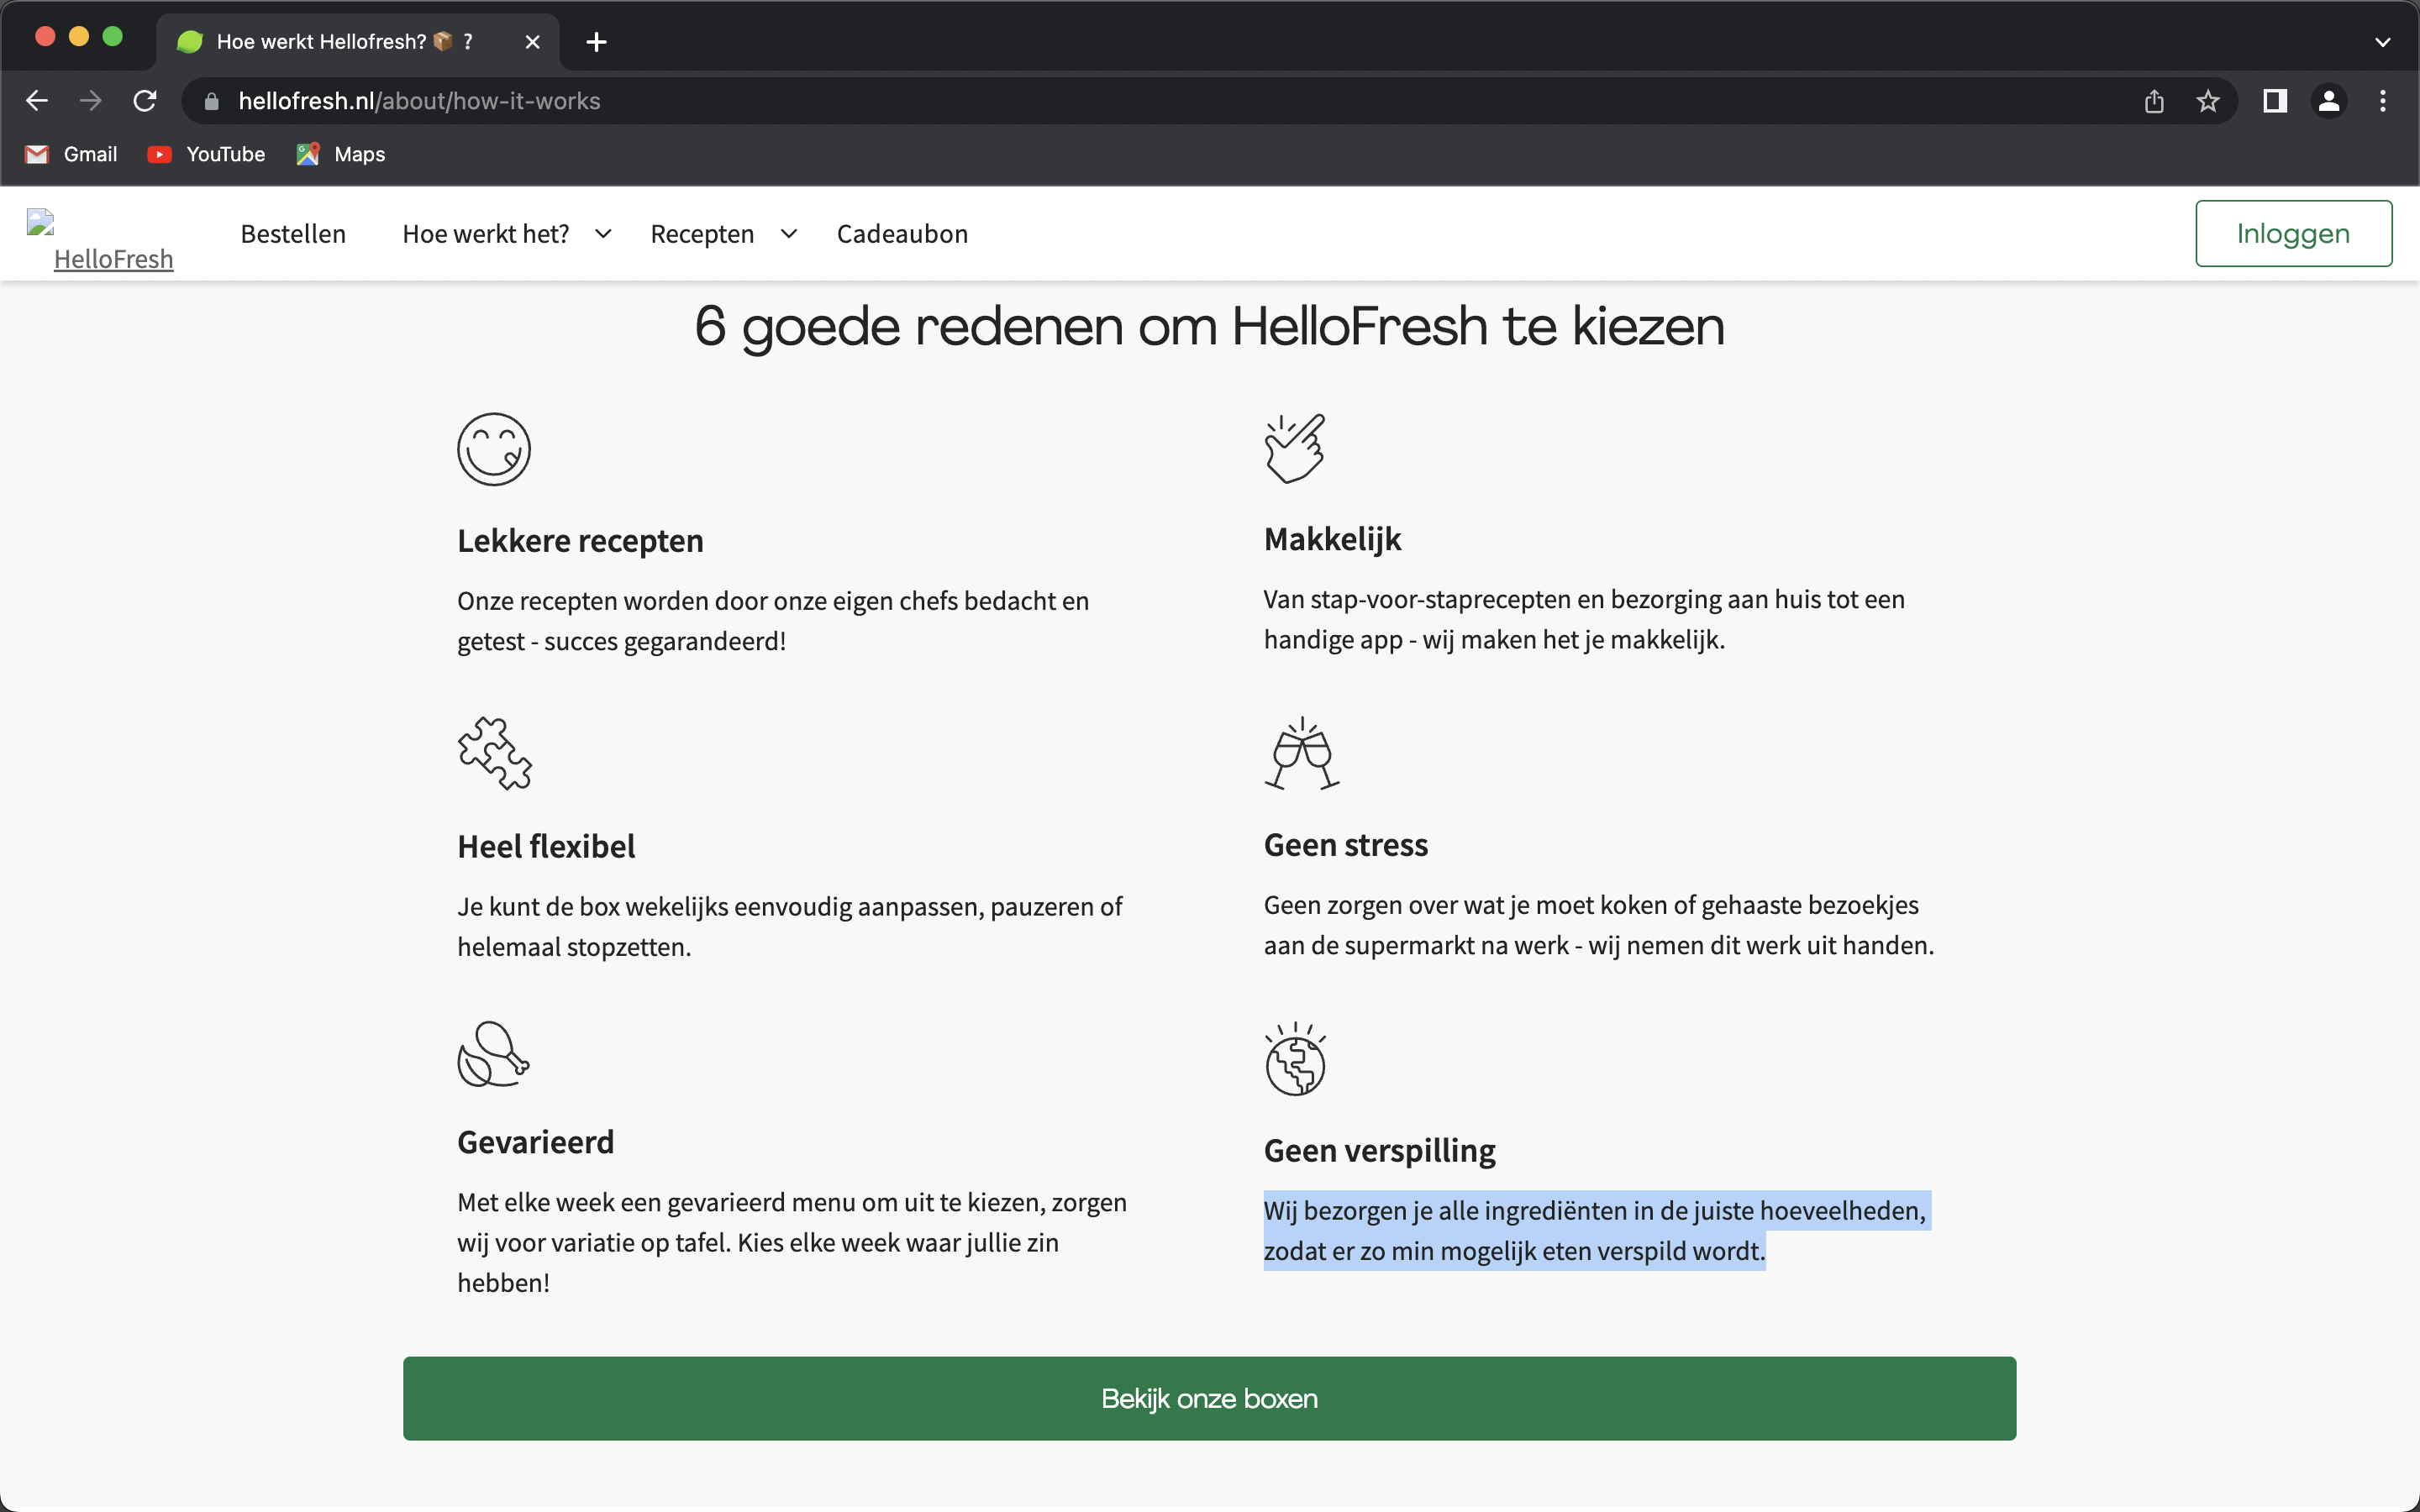 Hoe werkt Hellofresh?📦 ?
hellofresh.nl/about/how-it-works
Gmail
YouTube
Maps
HelloFresh
Bestellen
Hoe werkt het?
Recepten
Cadeaubon
Inloggen
6 goede redenen om HelloFresh te kiezen
Lekkere recepten
Onze recepten worden door onze eigen chefs bedacht en
getest - succes gegarandeerd!
Makkelijk
Van stap-voor-staprecepten en bezorging aan huis tot een
handige app - wij maken het je makkelijk.
Heel flexibel
Je kunt de box wekelijks eenvoudig aanpassen, pauzeren of
helemaal stopzetten.
Geen stress
Geen zorgen over wat je moet koken of gehaaste bezoekjes
aan de supermarkt na werk - wij nemen dit werk uit handen.
Gevarieerd
Met elke week een gevarieerd menu om uit te kiezen, zorgen
wij voor variatie op tafel. Kies elke week waar jullie zin
hebben!
Geen verspilling
Wij bezorgen je alle ingrediënten in de juiste hoeveelheden,
zodat er zo min mogelijk eten verspild wordt.
Bekijk onze boxen